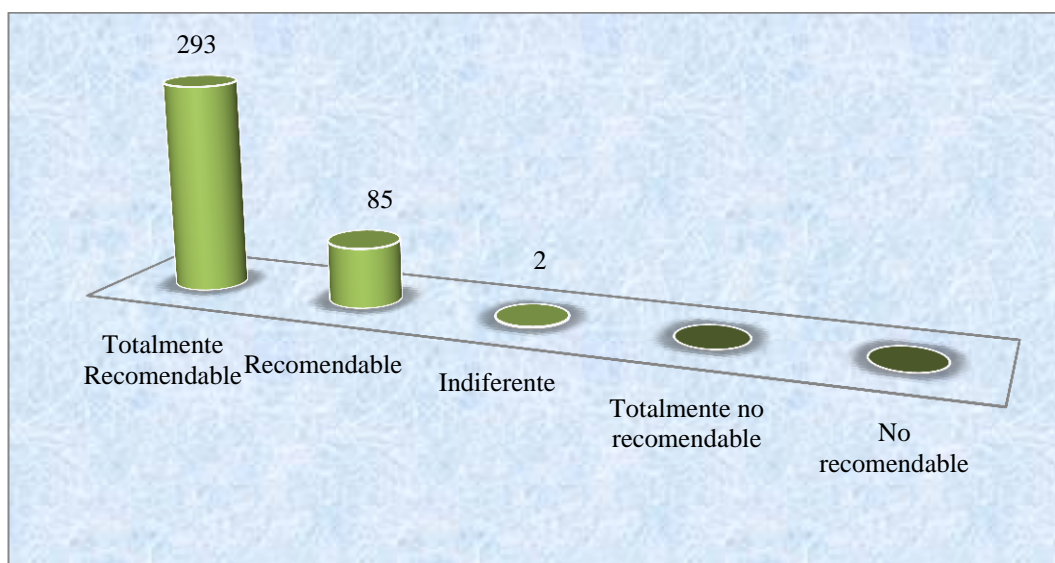 293
85
2
Totalmente
Recomendable
Recomendable
Indiferente
Totalmente no
recomendable
No
recomendable